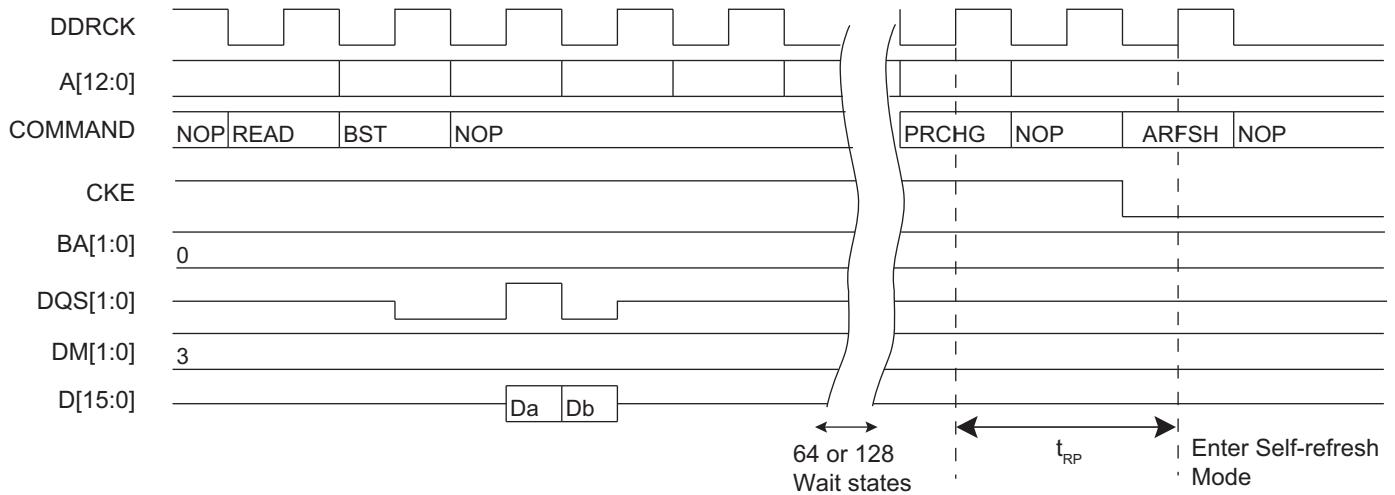 DDRCK
A[12:0]
COMMAND
NOP READ BST NOP PRCHG NOP ARFSH NOP
CKE
BA[1:0]
0
DQS[1:0]
DM[1:0]
3
D[15:0]
Da Db
64 or 128
Wait states
tRP
Enter Self-refresh
Mode